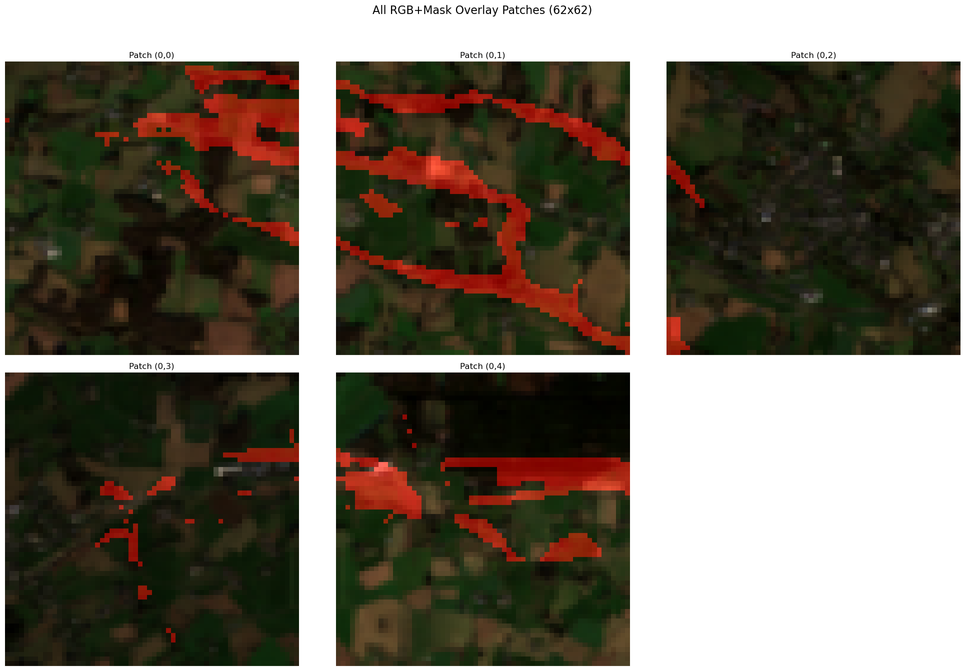 All RGB+Mask Overlay Patches (62x62)
Patch (0,0)
Patch (0,1)
Patch (0,2)
Patch (0,3)
Patch (0,4)